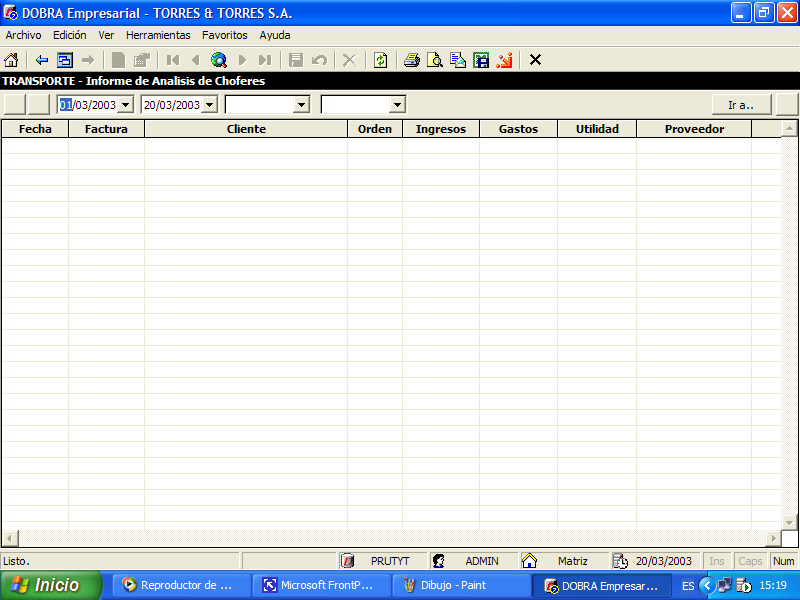 DOBRA Empresarial - TORRES & TORRES S.A.
Archivo Edición Ver Herramientas Favoritos Ayuda
TRANSPORTE - Informe de Analisis de Choferes
01/03/2003 20/03/2003 Ir a..
Fecha Factura Cliente Orden Ingresos Gastos Utilidad Proveedor
Listo. PRUTYT ADMIN Matriz 20/03/2003 Ins Caps Num
Inicio Reproductor de ... Microsoft FrontP... Dibujo - Paint DOBRA Empresar... ES 15:19